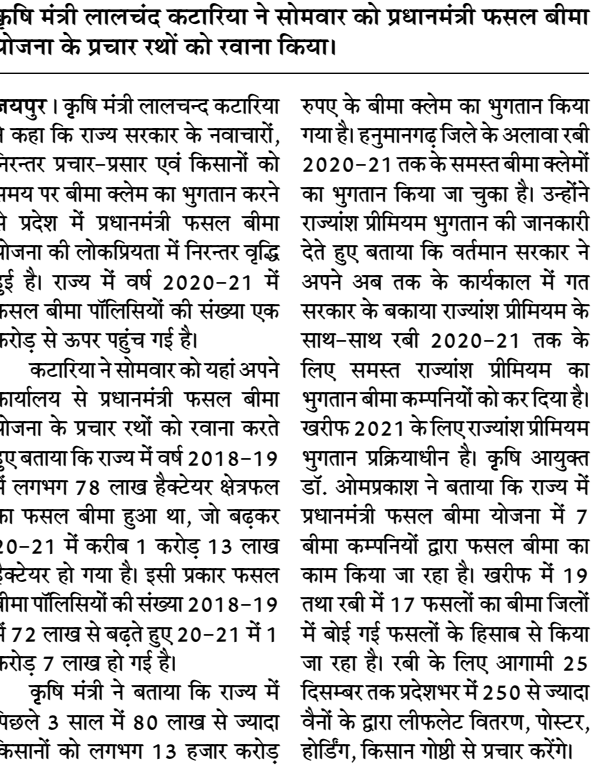 कृषि मंत्री लालचंद कटारिया ने सोमवार को प्रधानमंत्री फसल बीमा
योजना के प्रचार रथों को रवाना किया।
जयपुर। कृषि मंत्री लालचन्द कटारिया
ने कहा कि राज्य सरकार के नवाचारों,
निरन्तर प्रचार-प्रसार एवं किसानों को
समय पर बीमा क्लेम का भुगतान करने
से प्रदेश में प्रधानमंत्री फसल बीमा
योजना की लोकप्रियता में निरन्तर वृद्धि
हुई है। राज्य में वर्ष 2020-21 में
फसल बीमा पॉलिसियों की संख्या एक
करोड़ से ऊपर पहुंच गई है।
कटारिया ने सोमवार को यहां अपने
कार्यालय से प्रधानमंत्री फसल बीमा
योजना के प्रचार रथों को रवाना करते
हुए बताया कि राज्य में वर्ष 2018-19
में लगभग 78 लाख हैक्टेयर क्षेत्रफल
का फसल बीमा हुआ था, जो बढ़कर
20-21 में करीब 1 करोड़ 13 लाख
हैक्टेयर हो गया है। इसी प्रकार फसल
बीमा पॉलिसियों की संख्या 2018-19
में 72 लाख से बढ़ते हुए 20-21 में 1
करोड़ 7 लाख हो गई है।
कृषि मंत्री ने बताया कि राज्य में
पिछले 3 साल में 80 लाख से ज्यादा
किसानों को लगभग 13 हजार करोड़
रुपए के बीमा क्लेम का भुगतान किया
गया है। हनुमानगढ़ जिले के अलावा रबी
2020-21 तक के समस्त बीमा क्लेमों
का भुगतान किया जा चुका है। उन्होंने
राज्यांश प्रीमियम भुगतान की जानकारी
देते हुए बताया कि वर्तमान सरकार ने
अपने अब तक के कार्यकाल में गत
सरकार के बकाया राज्यांश प्रीमियम के
साथ-साथ रबी 2020-21 तक के
लिए समस्त राज्यांश प्रीमियम का
भुगतान बीमा कम्पनियों को कर दिया है।
खरीफ 2021 के लिए राज्यांश प्रीमियम
भुगतान प्रक्रियाधीन है। कृषि आयुक्त
डॉ. ओमप्रकाश ने बताया कि राज्य में
प्रधानमंत्री फसल बीमा योजना में 7
बीमा कम्पनियों द्वारा फसल बीमा का
काम किया जा रहा है। खरीफ में 19
तथा रबी में 17 फसलों का बीमा जिलों
में बोई गई फसलों के हिसाब से किया
जा रहा है। रबी के लिए आगामी 25
दिसम्बर तक प्रदेशभर में 250 से ज्यादा
वैनों के द्वारा लीफलेट वितरण, पोस्टर,
होर्डिंग, किसान गोष्ठी से प्रचार करेंगे।